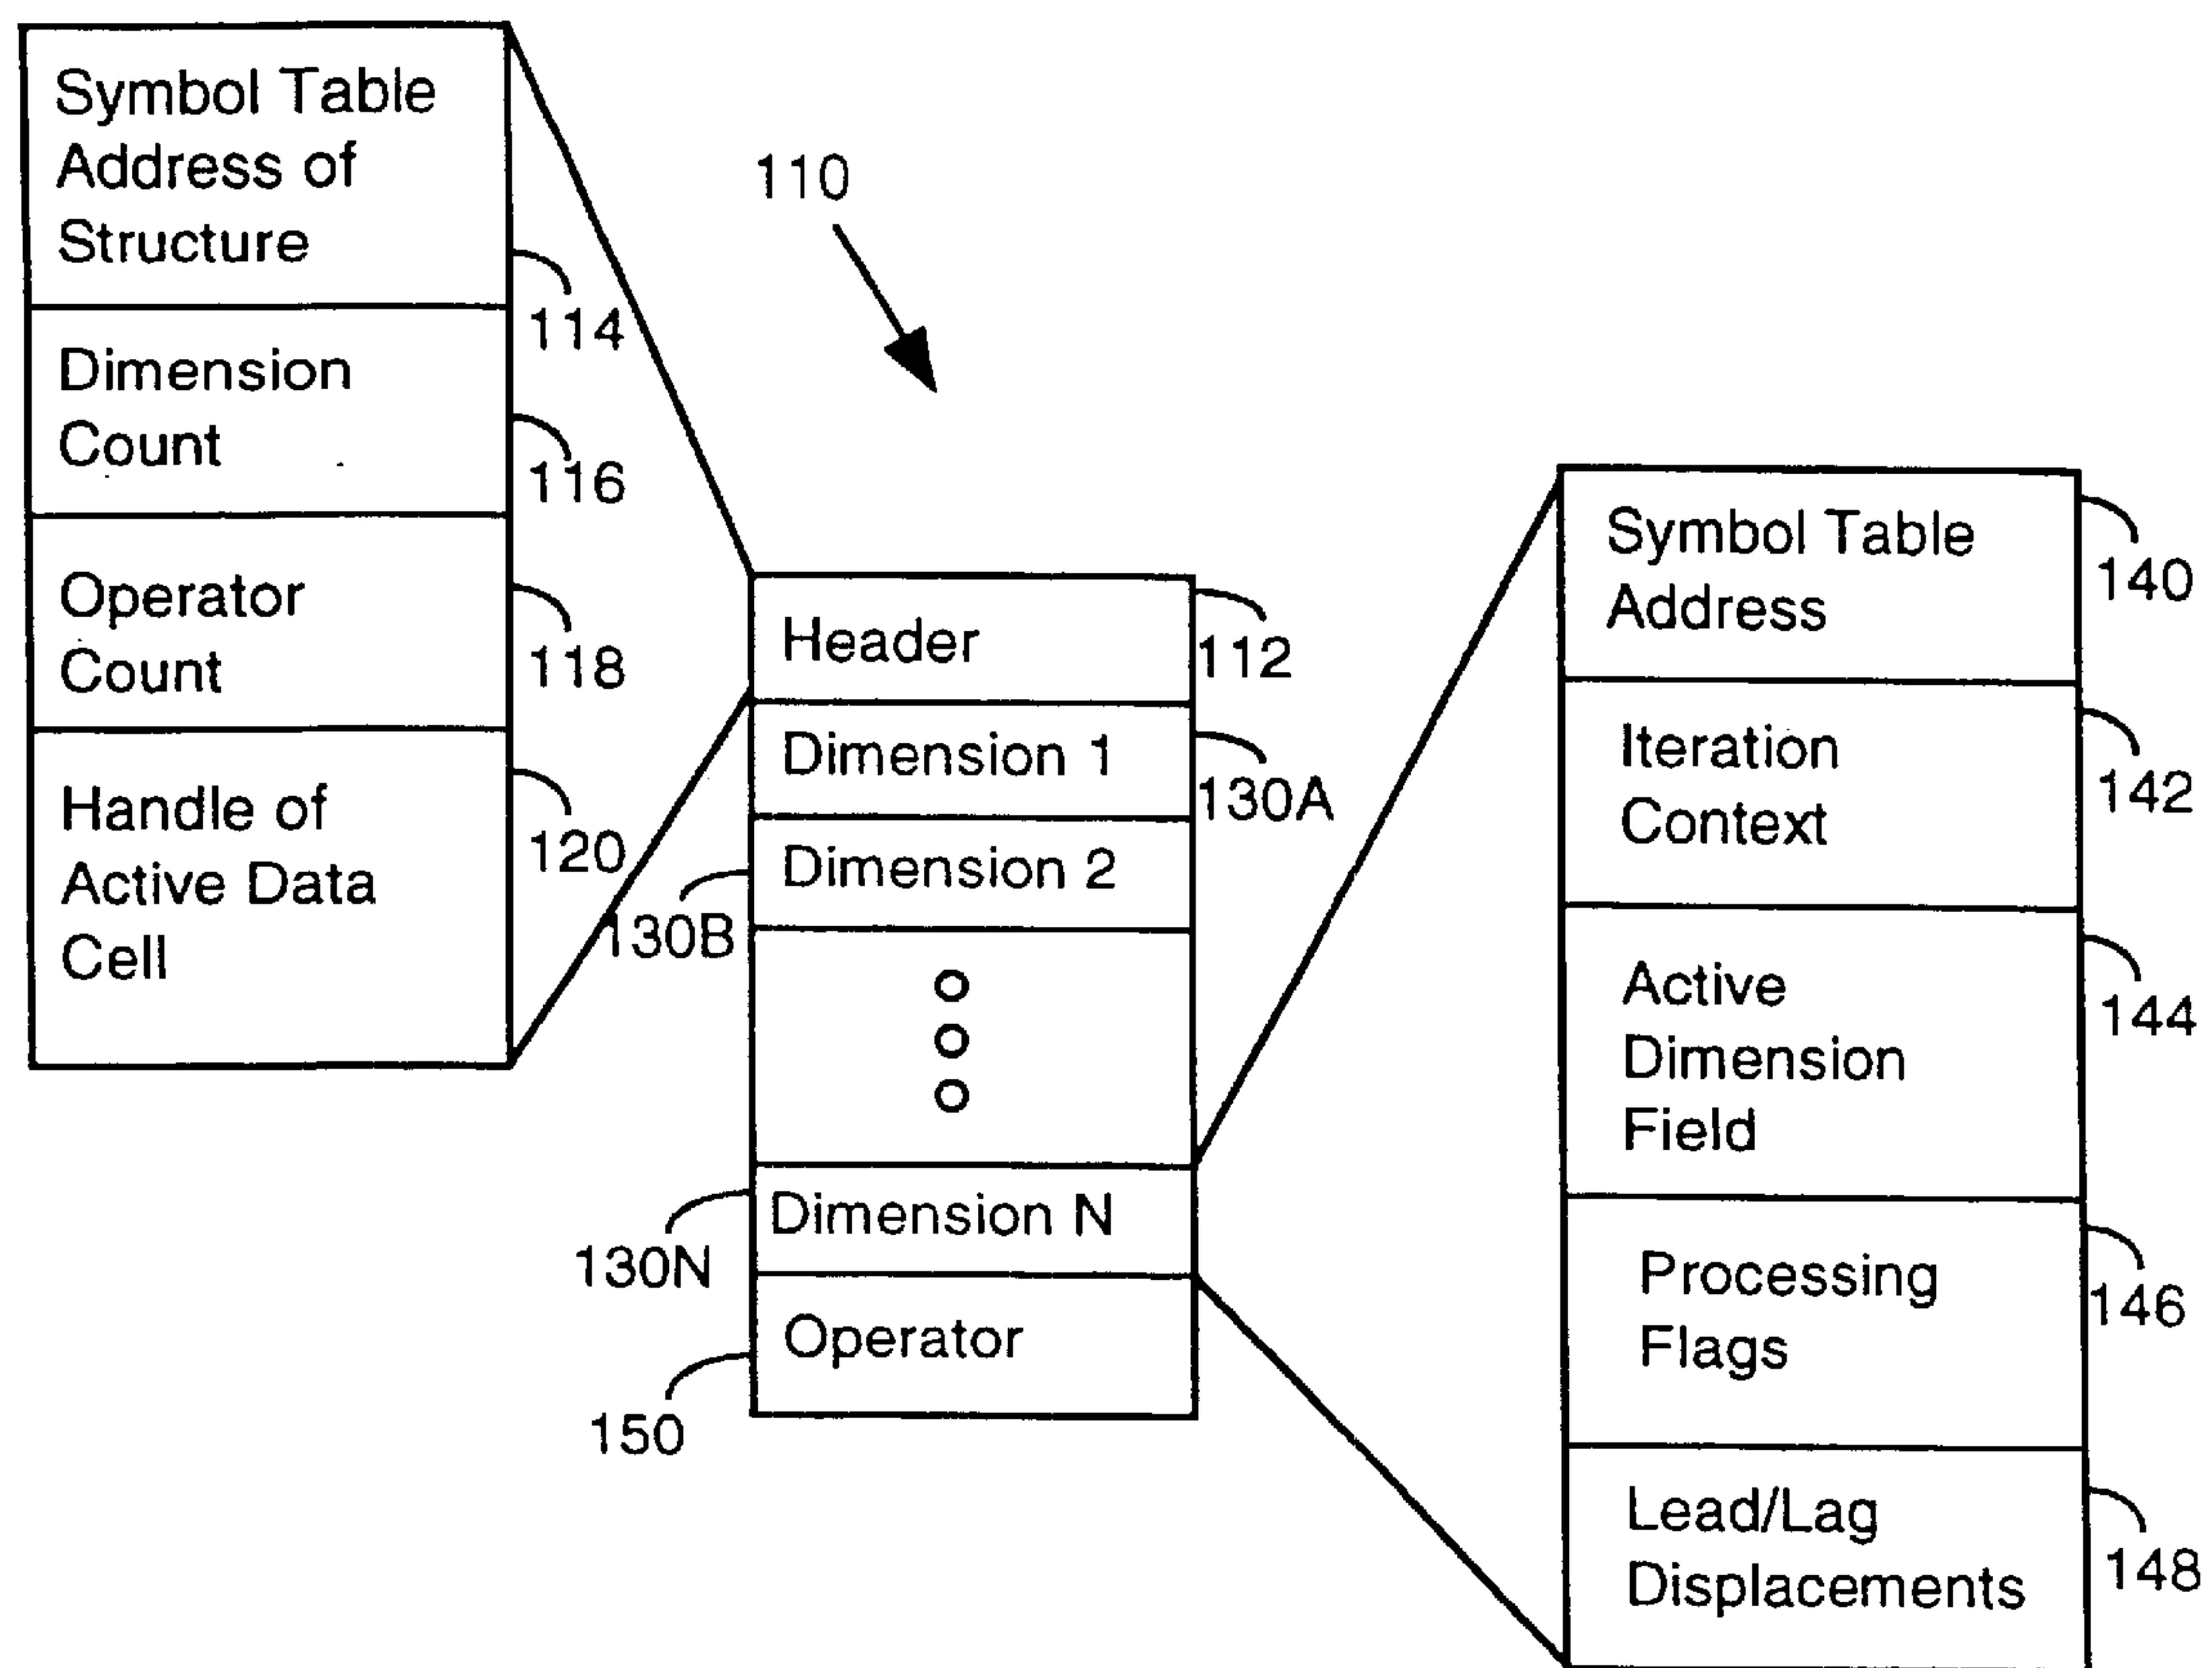 Symbol Table
Address of
Structure
114
Dimension
Count
116
Operator
Count
118
Handle of
Active Data
Cell
120
110
Header
112
Dimension 1
130A
Dimension 2
130B
Dimension N
130N
Operator
150
Symbol Table
Address
140
Iteration
Context
142
Active
Dimension
Field
144
Processing
Flags
146
Lead/Lag
Displacements
148